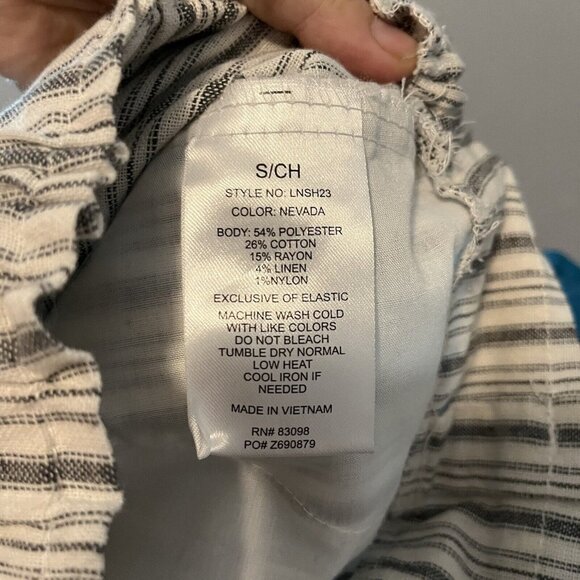 S/CH
STYLE NO: LNSH23
COLOR: NEVADA
BODY: 54% POLYESTER
26% COTTON
15% RAYON
4% LINEN
1%NYLON
EXCLUSIVE OF ELASTIC
MACHINE WASH COLD
WITH LIKE COLORS
DO NOT BLEACH
TUMBLE DRY NORMAL
LOW HEAT
COOL IRON IF
NEEDED
MADE IN VIETNAM
RN# 83098
PO# Z690879